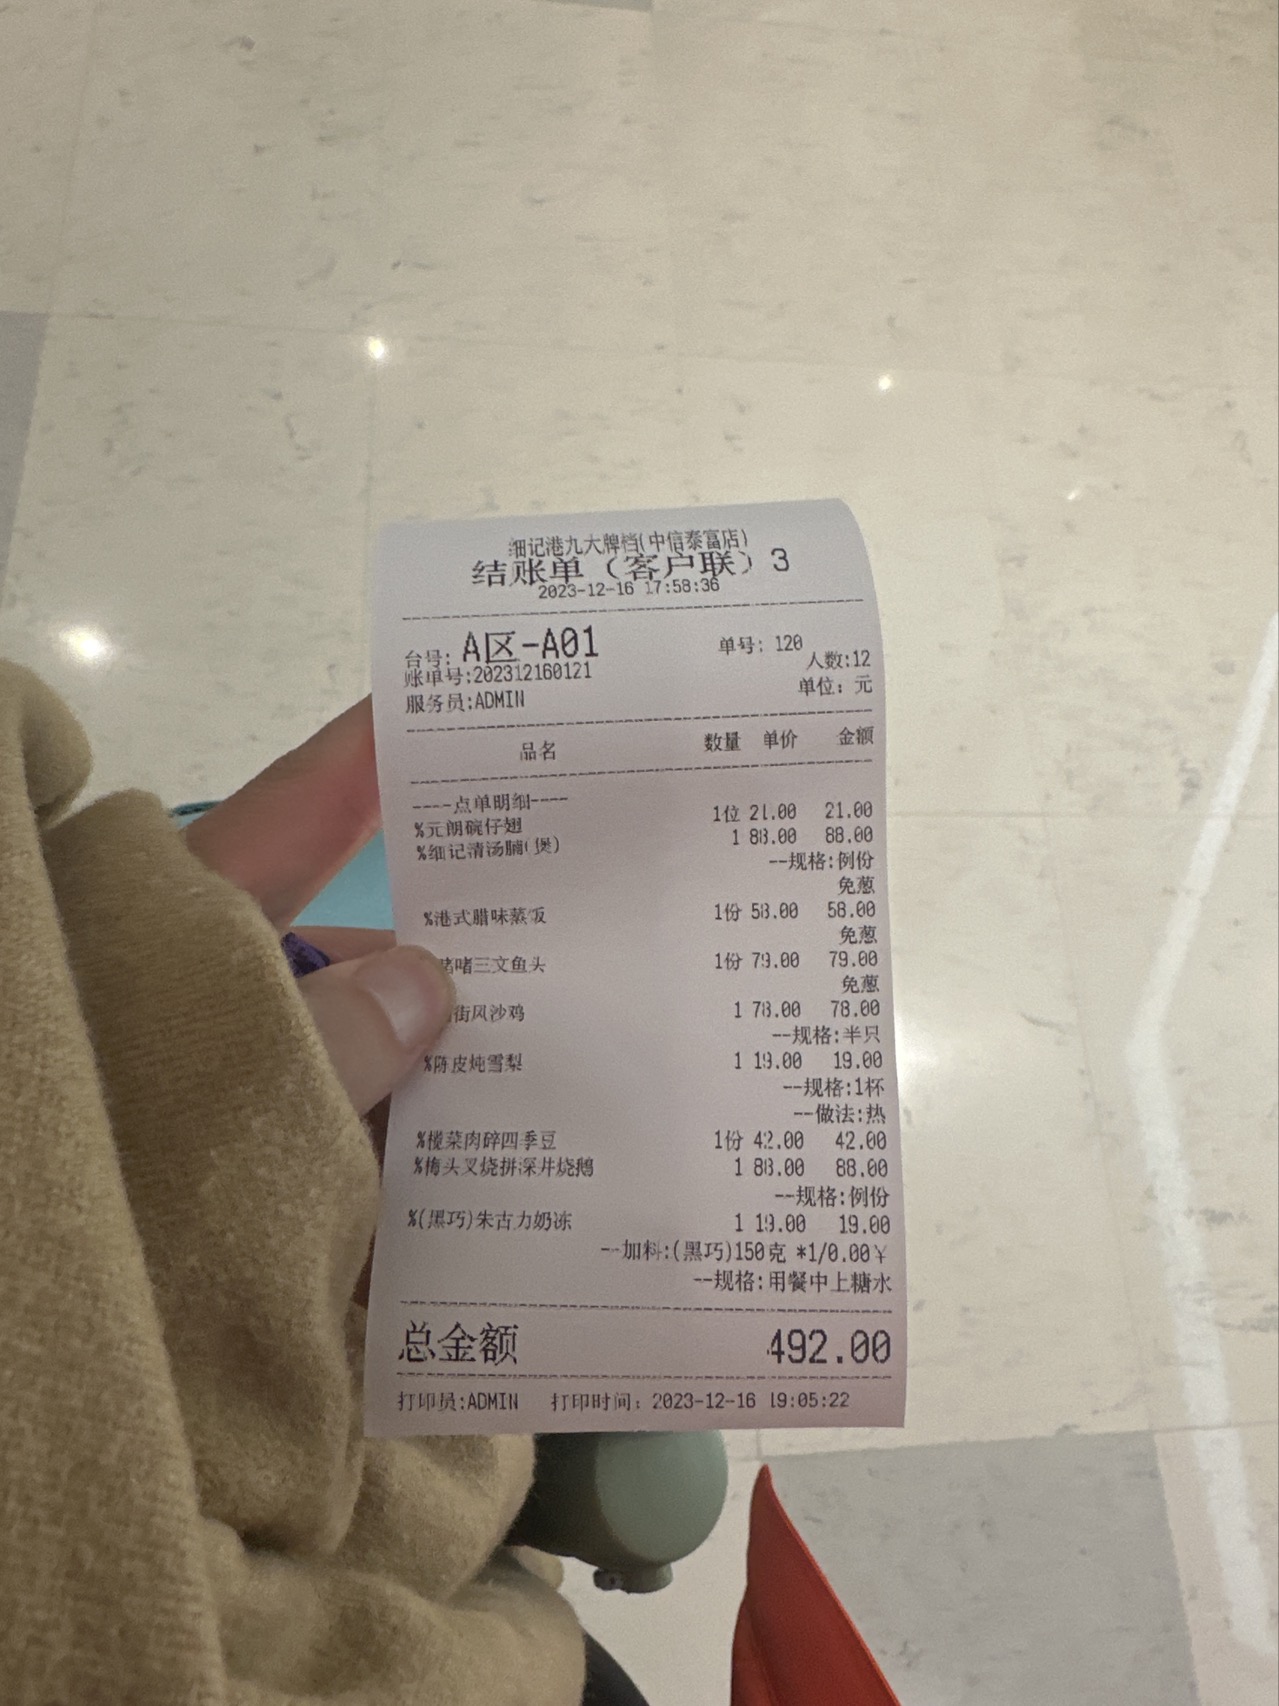 细记港九大牌档(中信泰富店)
结账单（客户联）3
2023-12-16 17:58:36
台号: A区-A01 单号: 120
账单号:202312160121 人数:12
服务员:ADMIN 单位: 元
品名 数量 单价 金额
----点单明细----
%元朗碗仔翅 1位 21.00 21.00
%细记清汤腩(煲) 1 88.00 88.00
--规格:例份
免葱
%港式腊味蒸饭 1份 58.00 58.00
免葱
啫啫三文鱼头 1份 79.00 79.00
免葱
街风沙鸡 1 78.00 78.00
--规格:半只
%陈皮炖雪梨 1 19.00 19.00
--规格:1杯
--做法:热
%榄菜肉碎四季豆 1份 42.00 42.00
%梅头叉烧拼深井烧鹅 1 88.00 88.00
--规格:例份
%(黑巧)朱古力奶冻 1 19.00 19.00
--加料:(黑巧)150克 *1/0.00¥
--规格:用餐中上糖水
总金额 492.00
打印员:ADMIN 打印时间: 2023-12-16 19:05:22